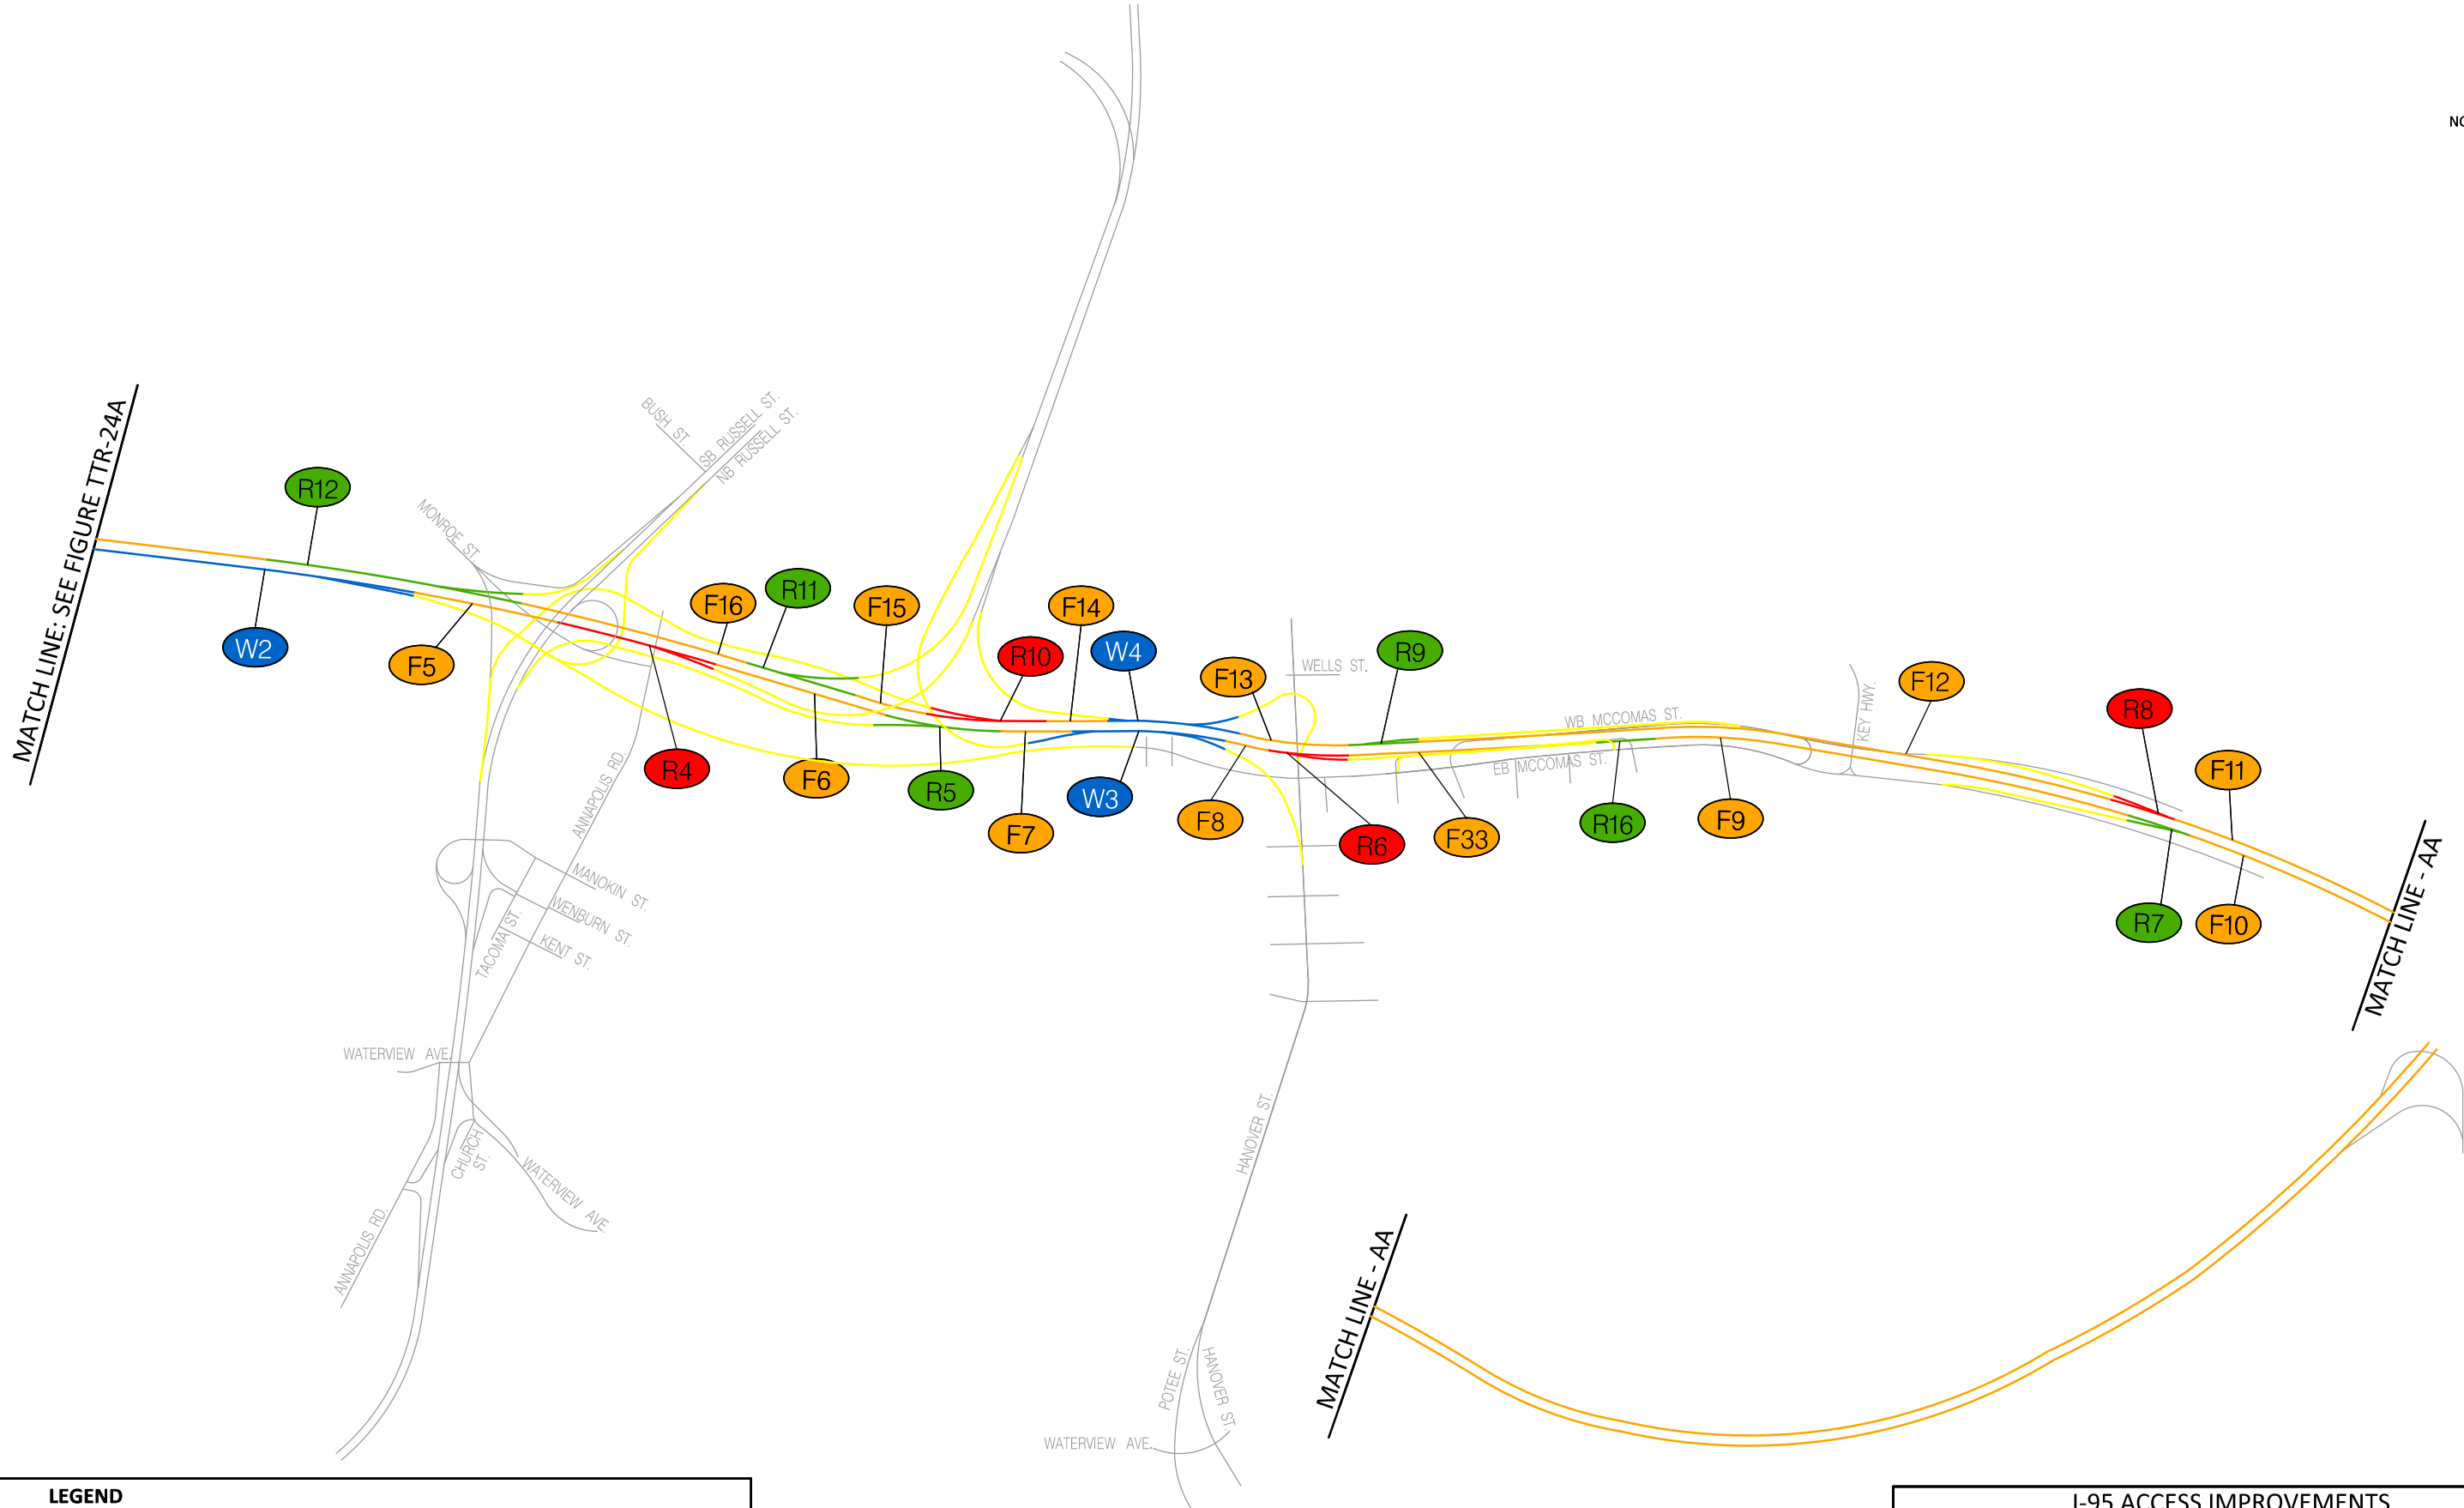 NO
MATCH LINE: SEE FIGURE TTR-24A
BUSH ST.
SB RUSSELL ST.
NB RUSSELL ST.
MONROE ST.
R12
W2
F5
F16
R11
F15
F14
R10
W4
F13
WELLS ST.
R9
WB MCCOMAS ST.
KEY HWY.
F12
R8
F11
R4
F6
R5
F7
W3
F8
R6
F33
EB MCCOMAS ST.
R16
F9
R7
F10
MATCH LINE - AA
ANNAPOLIS RD.
MANOKIN ST.
WENBURN ST.
KENT ST.
TACOMA ST.
WATERVIEW AVE.
CHURCH
ST.
WATERVIEW AVE.
ANNAPOLIS RD.
HANOVER ST.
MATCH LINE - AA
POTEE ST.
HANOVER ST.
WATERVIEW AVE.
LEGEND
I-95 ACCESS IMPROVEMENTS